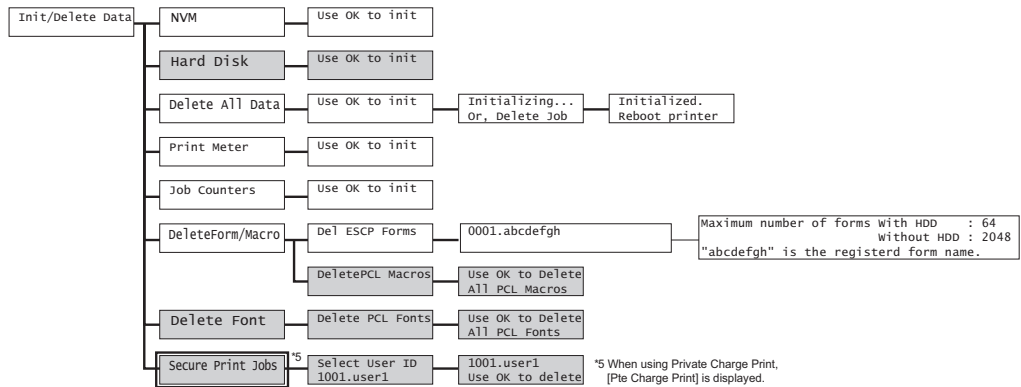 Init/Delete Data
NVM
Use OK to init
Hard Disk
Use OK to init
Delete All Data
Use OK to init
Initializing...
Or, Delete Job
Initialized.
Reboot printer
Print Meter
Use OK to init
Job Counters
Use OK to init
DeleteForm/Macro
Del ESCP Forms
0001.abcdefgh
Maximum number of forms With HDD : 64
Without HDD : 2048
"abcdefgh" is the registerd form name.
DeletePCL Macros
Use OK to Delete
All PCL Macros
Delete Font
Delete PCL Fonts
Use OK to Delete
All PCL Fonts
Secure Print Jobs
*5
Select User ID
1001.user1
1001.user1
Use OK to delete
*5 When using Private Charge Print,
[Pte Charge Print] is displayed.